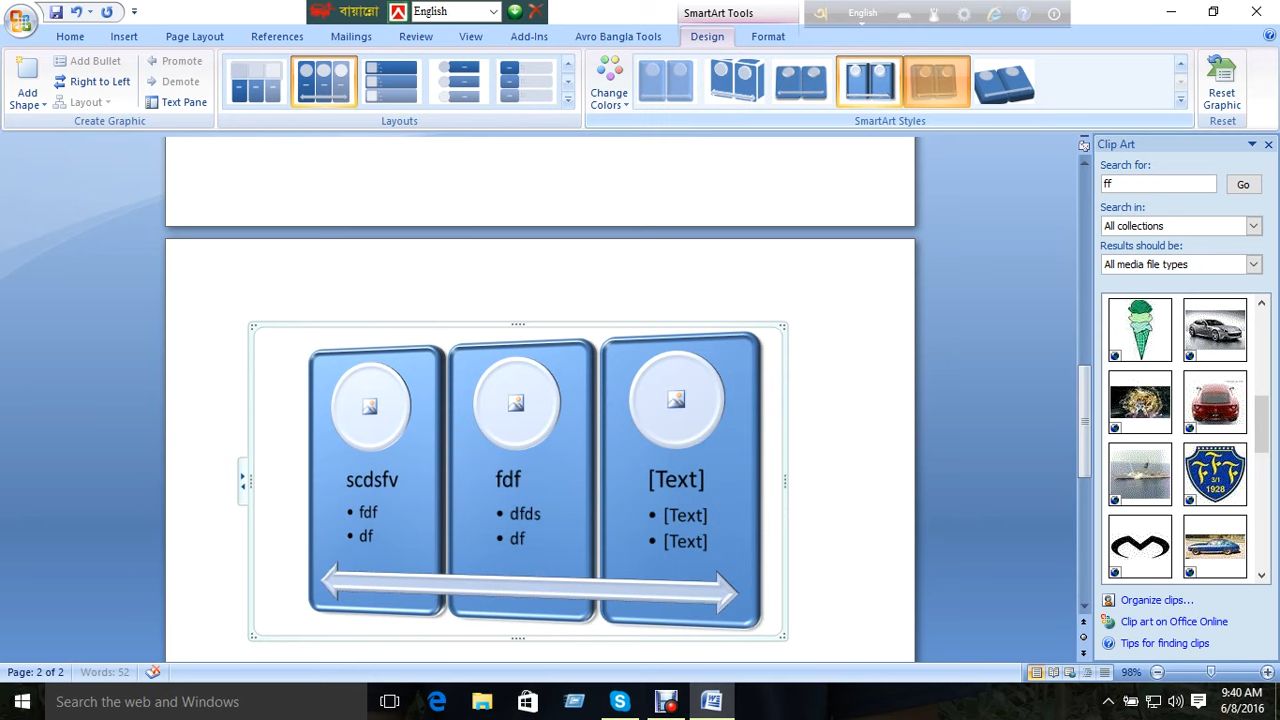 বায়ান্নো English SmartArt Tools English
Home Insert Page Layout References Mailings Review View Add-Ins Avro Bangla Tools Design Format
Add Shape
Add Bullet
Right to Left
Layout
Promote
Demote
Text Pane
Create Graphic
Layouts
Change Colors
SmartArt Styles
Reset Graphic
Reset
scdsfv
• fdf
• df
fdf
• dfds
• df
[Text]
• [Text]
• [Text]
Clip Art
Search for:
ff Go
Search in:
All collections
Results should be:
All media file types
FFF
3/1
1928
Organize clips...
Clip art on Office Online
Tips for finding clips
Page: 2 of 2 Words: 52 98%
Search the web and Windows
9:40 AM
6/8/2016